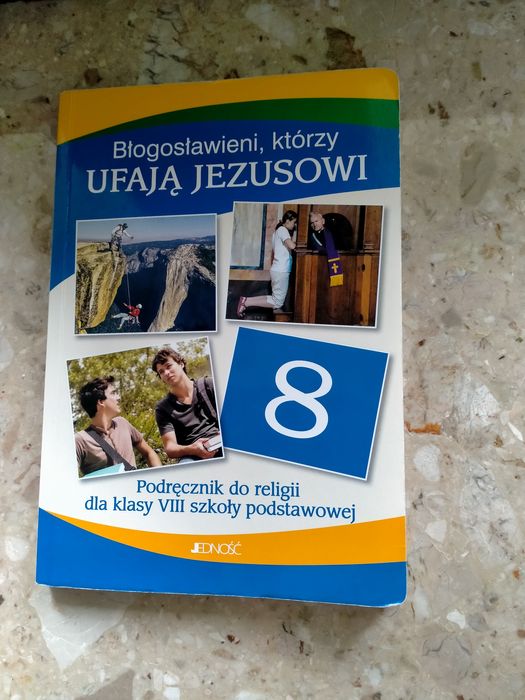 Błogosławieni, którzy
UFAJĄ JEZUSOWI
8
Podręcznik do religii
dla klasy VIII szkoły podstawowej
JEDNOŚĆ